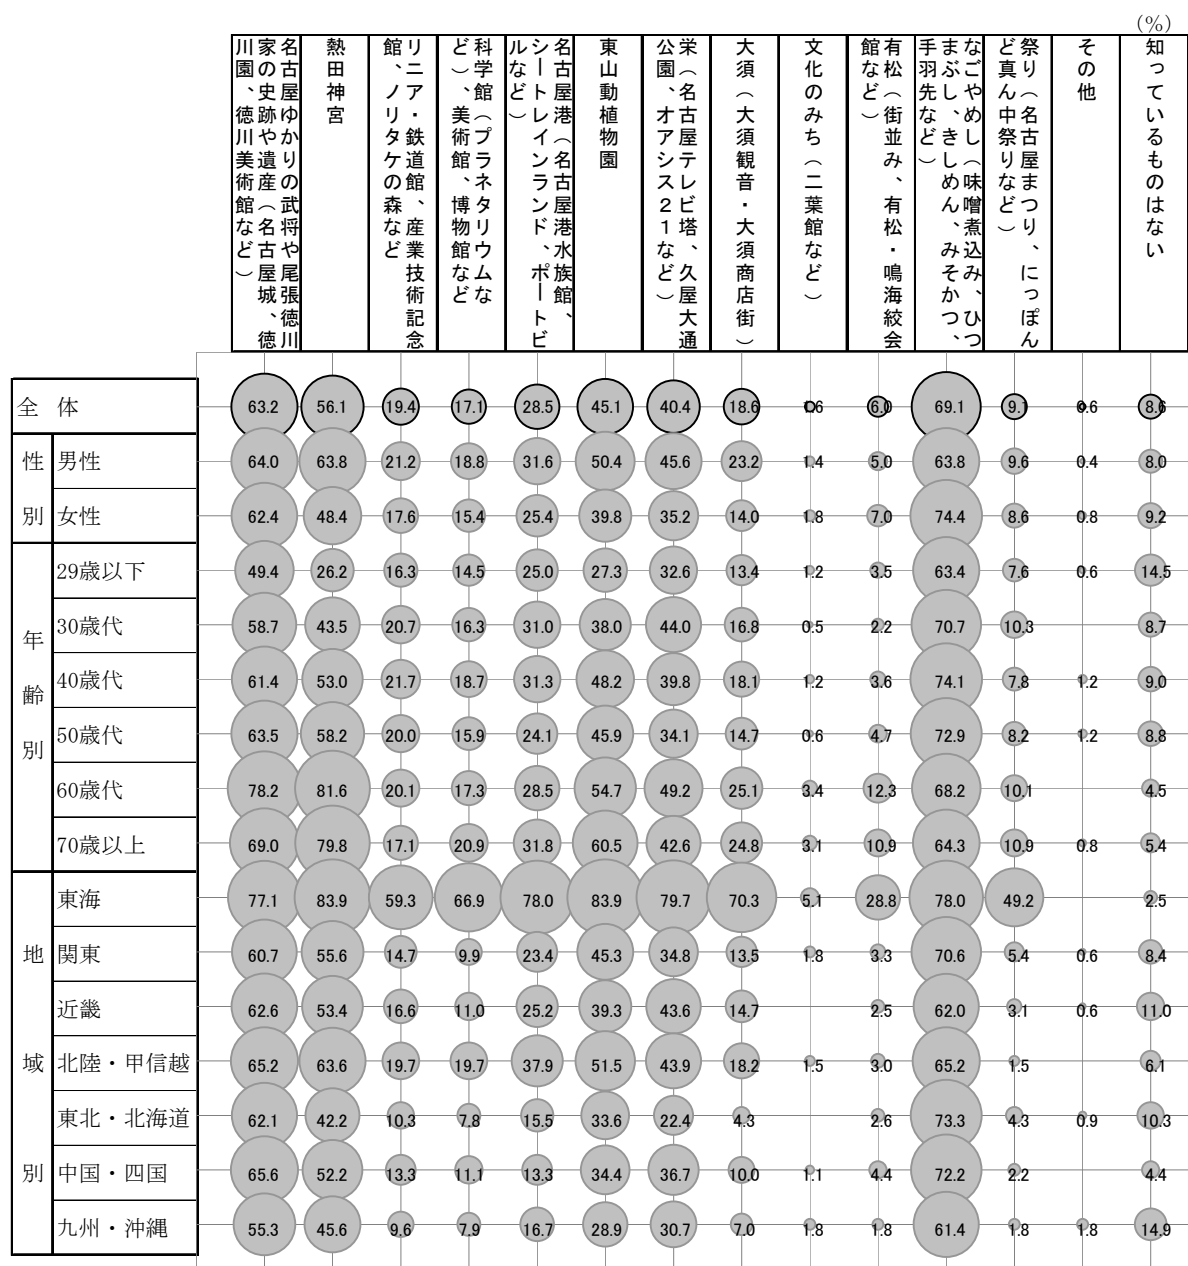 (%)
名古屋ゆかりの武将や尾張徳川
家の史跡や遺産（名古屋城、徳
川園、徳川美術館など）
熱田神宮
リニア・鉄道館、産業技術記念
館、ノリタケの森など
科学館（プラネタリウムな
ど）、美術館、博物館など
名古屋港（名古屋港水族館、
シートレインランド、ポートビ
ルなど）
東山動植物園
栄（名古屋テレビ塔、久屋大通
公園、オアシス２１など）
大須（大須観音・大須商店街）
文化のみち（二葉館など）
有松（街並み、有松・鳴海絞会
館など）
なごやめし（味噌煮込み、ひつ
まぶし、きしめん、みそかつ、
手羽先など）
祭り（名古屋まつり、にっぽん
ど真ん中祭りなど）
その他
知っているものはない
全 体 63.2 56.1 19.4 17.1 28.5 45.1 40.4 18.6 1.6 6.0 69.1 9.1 0.6 8.6
性別
男性 64.0 63.8 21.2 18.8 31.6 50.4 45.6 23.2 1.4 5.0 63.8 9.6 0.4 8.0
女性 62.4 48.4 17.6 15.4 25.4 39.8 35.2 14.0 1.8 7.0 74.4 8.6 0.8 9.2
年齢別
29歳以下 49.4 26.2 16.3 14.5 25.0 27.3 32.6 13.4 1.2 3.5 63.4 7.6 0.6 14.5
30歳代 58.7 43.5 20.7 16.3 31.0 38.0 44.0 16.8 0.5 2.2 70.7 10.3 8.7
40歳代 61.4 53.0 21.7 18.7 31.3 48.2 39.8 18.1 1.2 3.6 74.1 7.8 1.2 9.0
50歳代 63.5 58.2 20.0 15.9 24.1 45.9 34.1 14.7 0.6 4.7 72.9 8.2 1.2 8.8
60歳代 78.2 81.6 20.1 17.3 28.5 54.7 49.2 25.1 3.4 12.3 68.2 10.1 4.5
70歳以上 69.0 79.8 17.1 20.9 31.8 60.5 42.6 24.8 3.1 10.9 64.3 10.9 0.8 5.4
地域別
東海 77.1 83.9 59.3 66.9 78.0 83.9 79.7 70.3 5.1 28.8 78.0 49.2 2.5
関東 60.7 55.6 14.7 9.9 23.4 45.3 34.8 13.5 1.8 3.3 70.6 5.4 0.6 8.4
近畿 62.6 53.4 16.6 11.0 25.2 39.3 43.6 14.7 2.5 62.0 3.1 0.6 11.0
北陸・甲信越 65.2 63.6 19.7 19.7 37.9 51.5 43.9 18.2 1.5 3.0 65.2 1.5 6.1
東北・北海道 62.1 42.2 10.3 7.8 15.5 33.6 22.4 4.3 2.6 73.3 4.3 0.9 10.3
中国・四国 65.6 52.2 13.3 11.1 13.3 34.4 36.7 10.0 1.1 4.4 72.2 2.2 4.4
九州・沖縄 55.3 45.6 9.6 7.9 16.7 28.9 30.7 7.0 1.8 1.8 61.4 1.8 1.8 14.9